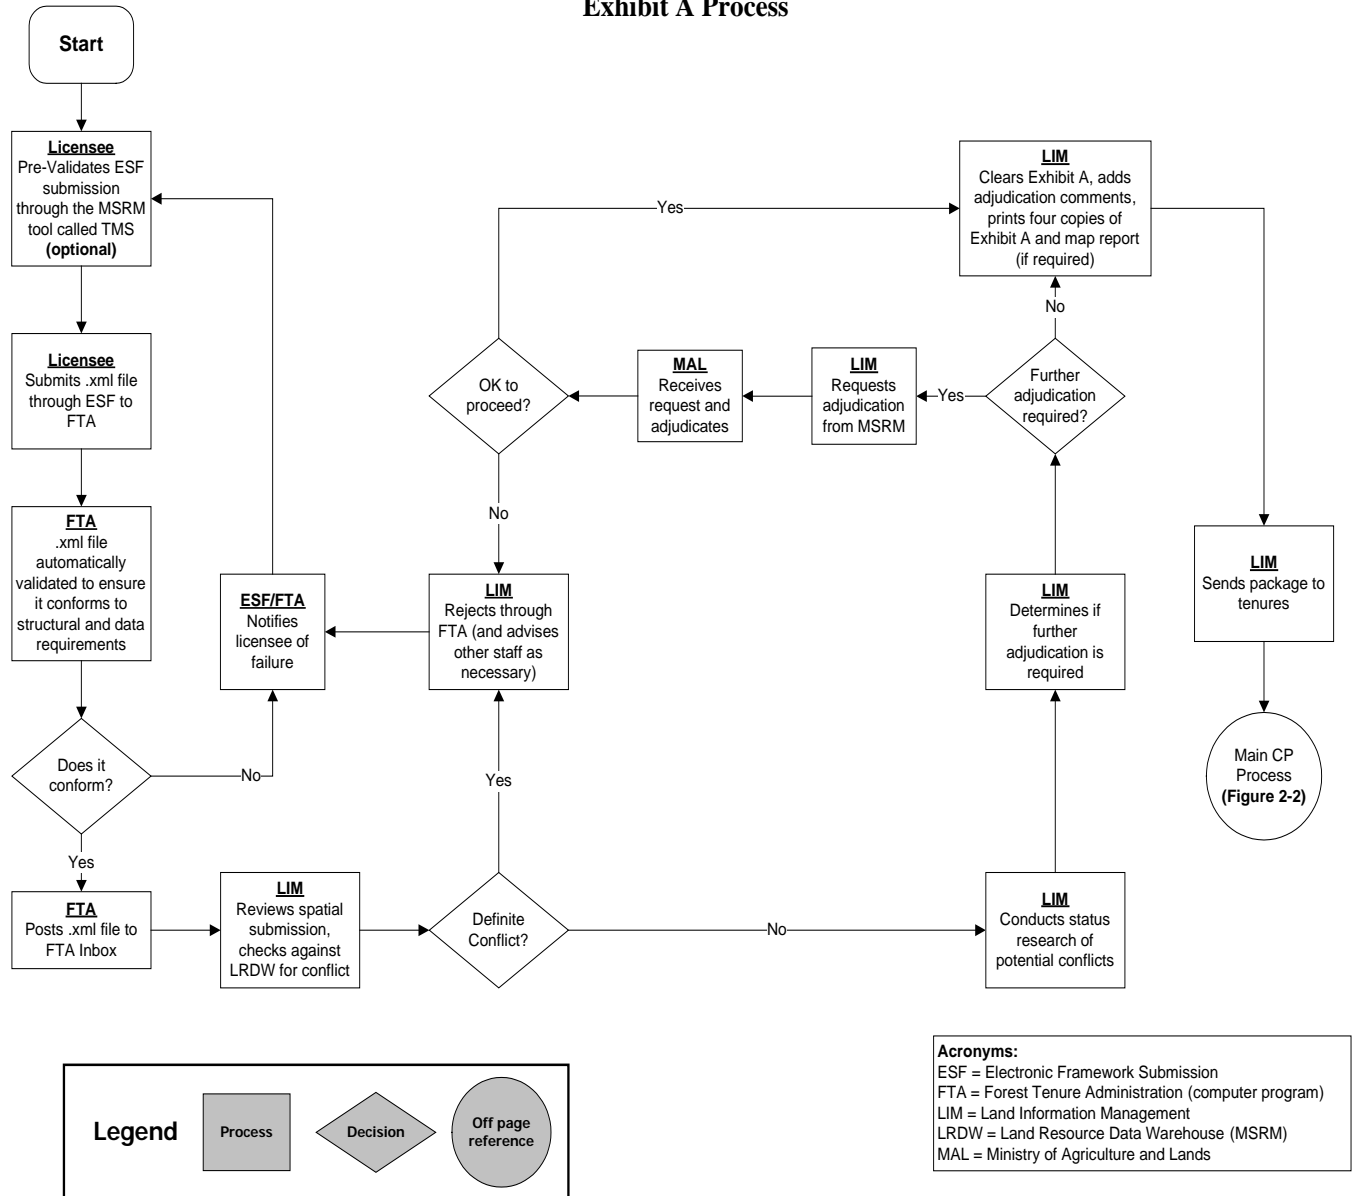 Exhibit A Process
Start
Licensee
Pre-Validates ESF
submission
through the MSRM
tool called TMS
(optional)
Licensee
Submits .xml file
through ESF to
FTA
FTA
.xml file
automatically
validated to ensure
it conforms to
structural and data
requirements
Does it
conform?
No
Yes
FTA
Posts .xml file to
FTA Inbox
ESF/FTA
Notifies
licensee of
failure
LIM
Reviews spatial
submission,
checks against
LRDW for conflict
Definite
Conflict?
Yes
No
LIM
Rejects through
FTA (and advises
other staff as
necessary)
LIM
Conducts status
research of
potential conflicts
LIM
Determines if
further
adjudication is
required
Further
adjudication
required?
Yes
No
LIM
Requests
adjudication
from MSRM
MAL
Receives
request and
adjudicates
OK to
proceed?
Yes
No
LIM
Clears Exhibit A, adds
adjudication comments,
prints four copies of
Exhibit A and map report
(if required)
LIM
Sends package to
tenures
Main CP
Process
(Figure 2-2)
Legend
Process
Decision
Off page
reference
Acronyms:
ESF = Electronic Framework Submission
FTA = Forest Tenure Administration (computer program)
LIM = Land Information Management
LRDW = Land Resource Data Warehouse (MSRM)
MAL = Ministry of Agriculture and Lands